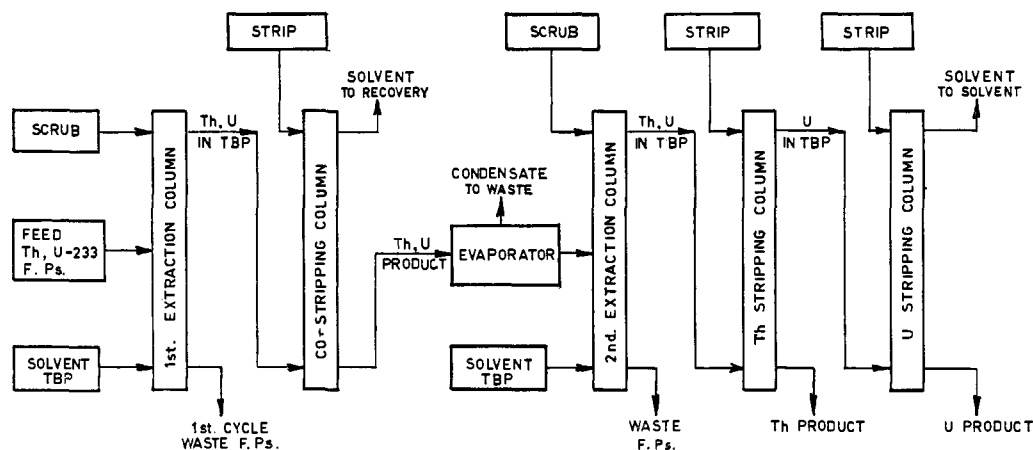 STRIP
SCRUB
STRIP
STRIP
SOLVENT
TO RECOVERY
SOLVENT
TO SOLVENT
SCRUB
Th, U
IN TBP
Th, U
IN TBP
U
IN TBP
1st. EXTRACTION COLUMN
CO-STRIPPING COLUMN
2nd. EXTRACTION COLUMN
Th STRIPPING COLUMN
U STRIPPING COLUMN
CONDENSATE
TO WASTE
FEED
Th, U-233
F. Ps.
Th, U
PRODUCT
EVAPORATOR
SOLVENT
TBP
SOLVENT
TBP
1st. CYCLE
WASTE F. Ps.
WASTE
F. Ps.
Th PRODUCT
U PRODUCT